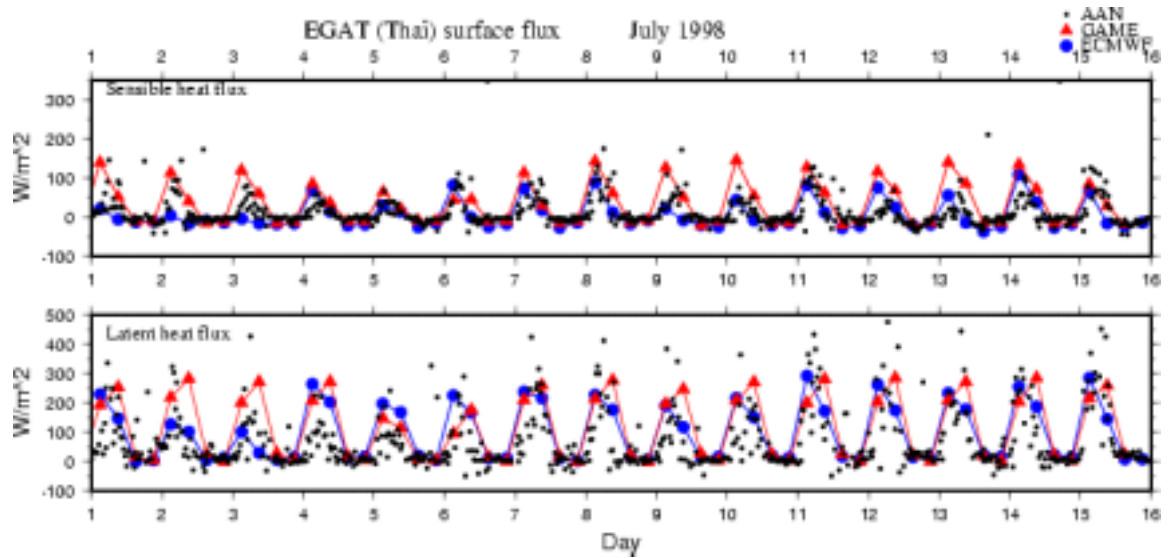 EGAT (Thai) surface flux July 1998
AAN
GAME
ECMWF
1 2 3 4 5 6 7 8 9 10 11 12 13 14 15 16
Sensible heat flux
W/m^2
300
200
100
0
-100
1 2 3 4 5 6 7 8 9 10 11 12 13 14 15 16
Latent heat flux
W/m^2
500
400
300
200
100
0
-100
1 2 3 4 5 6 7 8 9 10 11 12 13 14 15 16
Day